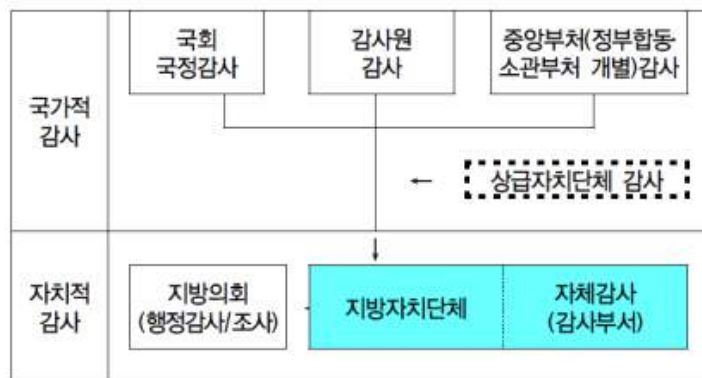 국가적
감사
국회
국정감사
감사원
감사
중앙부처(정부합동·
소관부처 개별)감사
상급자치단체 감사
자치적
감사
지방의회
(행정감사/조사)
지방자치단체
자체감사
(감사부서)